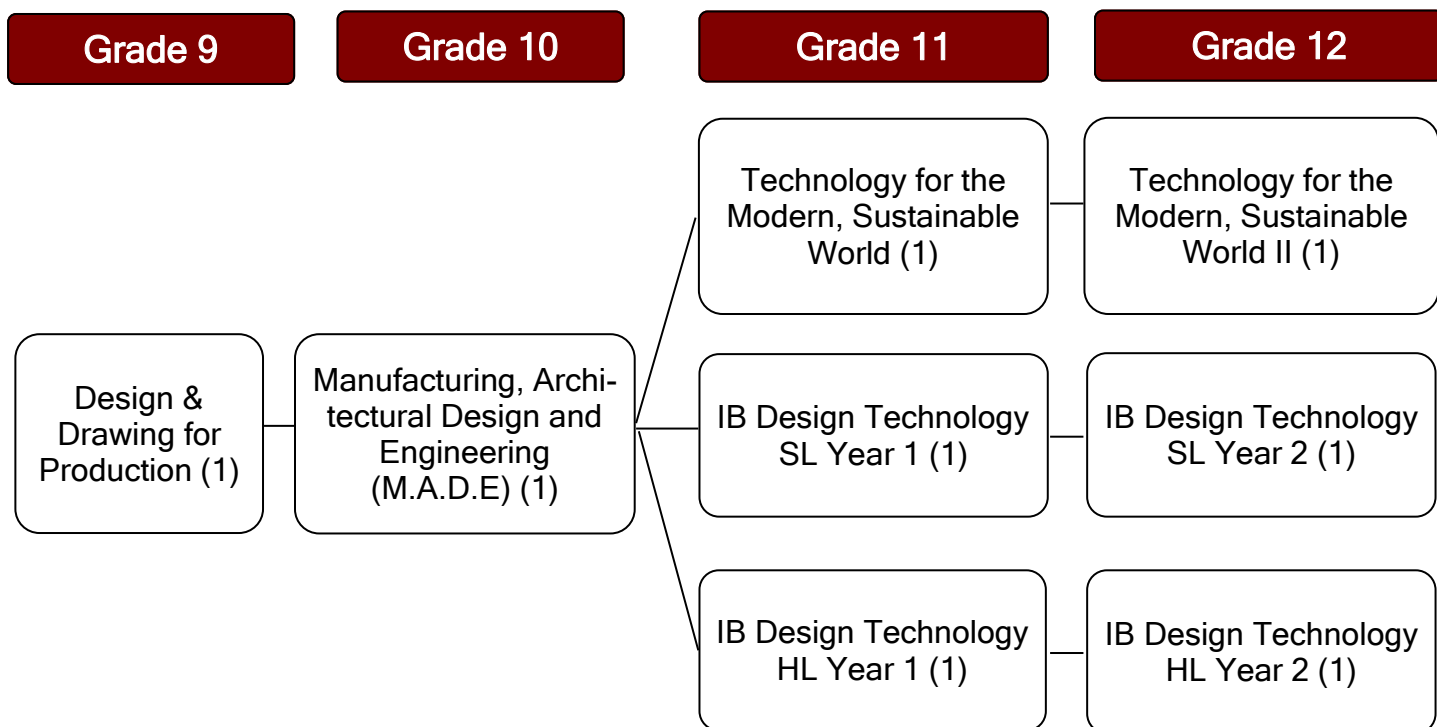 Grade 9
Grade 10
Grade 11
Grade 12
Design &
Drawing for
Production (1)
Manufacturing, Archi-
tectural Design and
Engineering
(M.A.D.E) (1)
Technology for the
Modern, Sustainable
World (1)
Technology for the
Modern, Sustainable
World II (1)
IB Design Technology
SL Year 1 (1)
IB Design Technology
SL Year 2 (1)
IB Design Technology
HL Year 1 (1)
IB Design Technology
HL Year 2 (1)